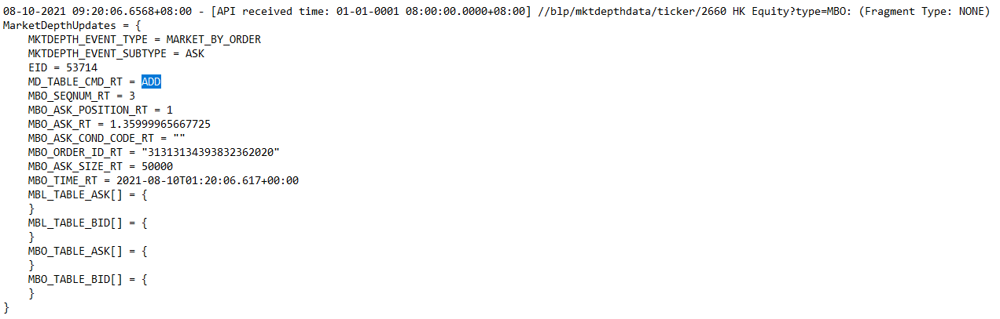 08-10-2021 09:20:06.6568+08:00 - [API received time: 01-01-0001 08:00:00.0000+08:00] //blp/mktdepthdata/ticker/2660 HK Equity?type=MBO: (Fragment Type: NONE)
MarketDepthUpdates = {
    MKTDEPTH_EVENT_TYPE = MARKET_BY_ORDER
    MKTDEPTH_EVENT_SUBTYPE = ASK
    EID = 53714
    MD_TABLE_CMD_RT = ADD
    MBO_SEQNUM_RT = 3
    MBO_ASK_POSITION_RT = 1
    MBO_ASK_RT = 1.35999965667725
    MBO_ASK_COND_CODE_RT = ""
    MBO_ORDER_ID_RT = "31313134393832362020"
    MBO_ASK_SIZE_RT = 50000
    MBO_TIME_RT = 2021-08-10T01:20:06.617+00:00
    MBL_TABLE_ASK[] = {
    }
    MBL_TABLE_BID[] = {
    }
    MBO_TABLE_ASK[] = {
    }
    MBO_TABLE_BID[] = {
    }
}